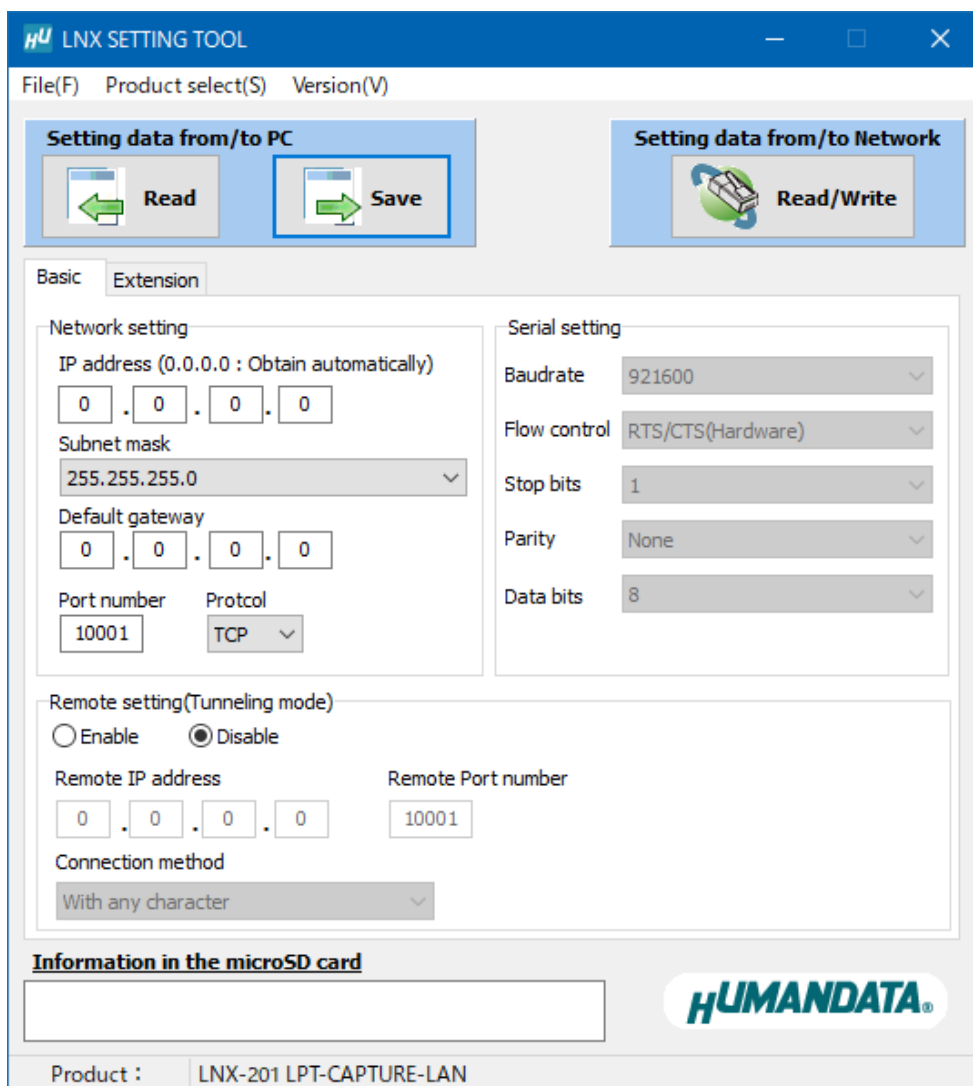 HU LNX SETTING TOOL
File(F) Product select(S) Version(V)
Setting data from/to PC
Read
Save
Setting data from/to Network
Read/Write
Basic
Extension
Network setting
IP address (0.0.0.0 : Obtain automatically)
0 . 0 . 0 . 0
Subnet mask
255.255.255.0
Default gateway
0 . 0 . 0 . 0
Port number Protcol
10001 TCP
Serial setting
Baudrate 921600
Flow control RTS/CTS(Hardware)
Stop bits 1
Parity None
Data bits 8
Remote setting(Tunneling mode)
Enable Disable
Remote IP address Remote Port number
0 . 0 . 0 . 0 10001
Connection method
With any character
Information in the microSD card
HUMANDATA®
Product : LNX-201 LPT-CAPTURE-LAN